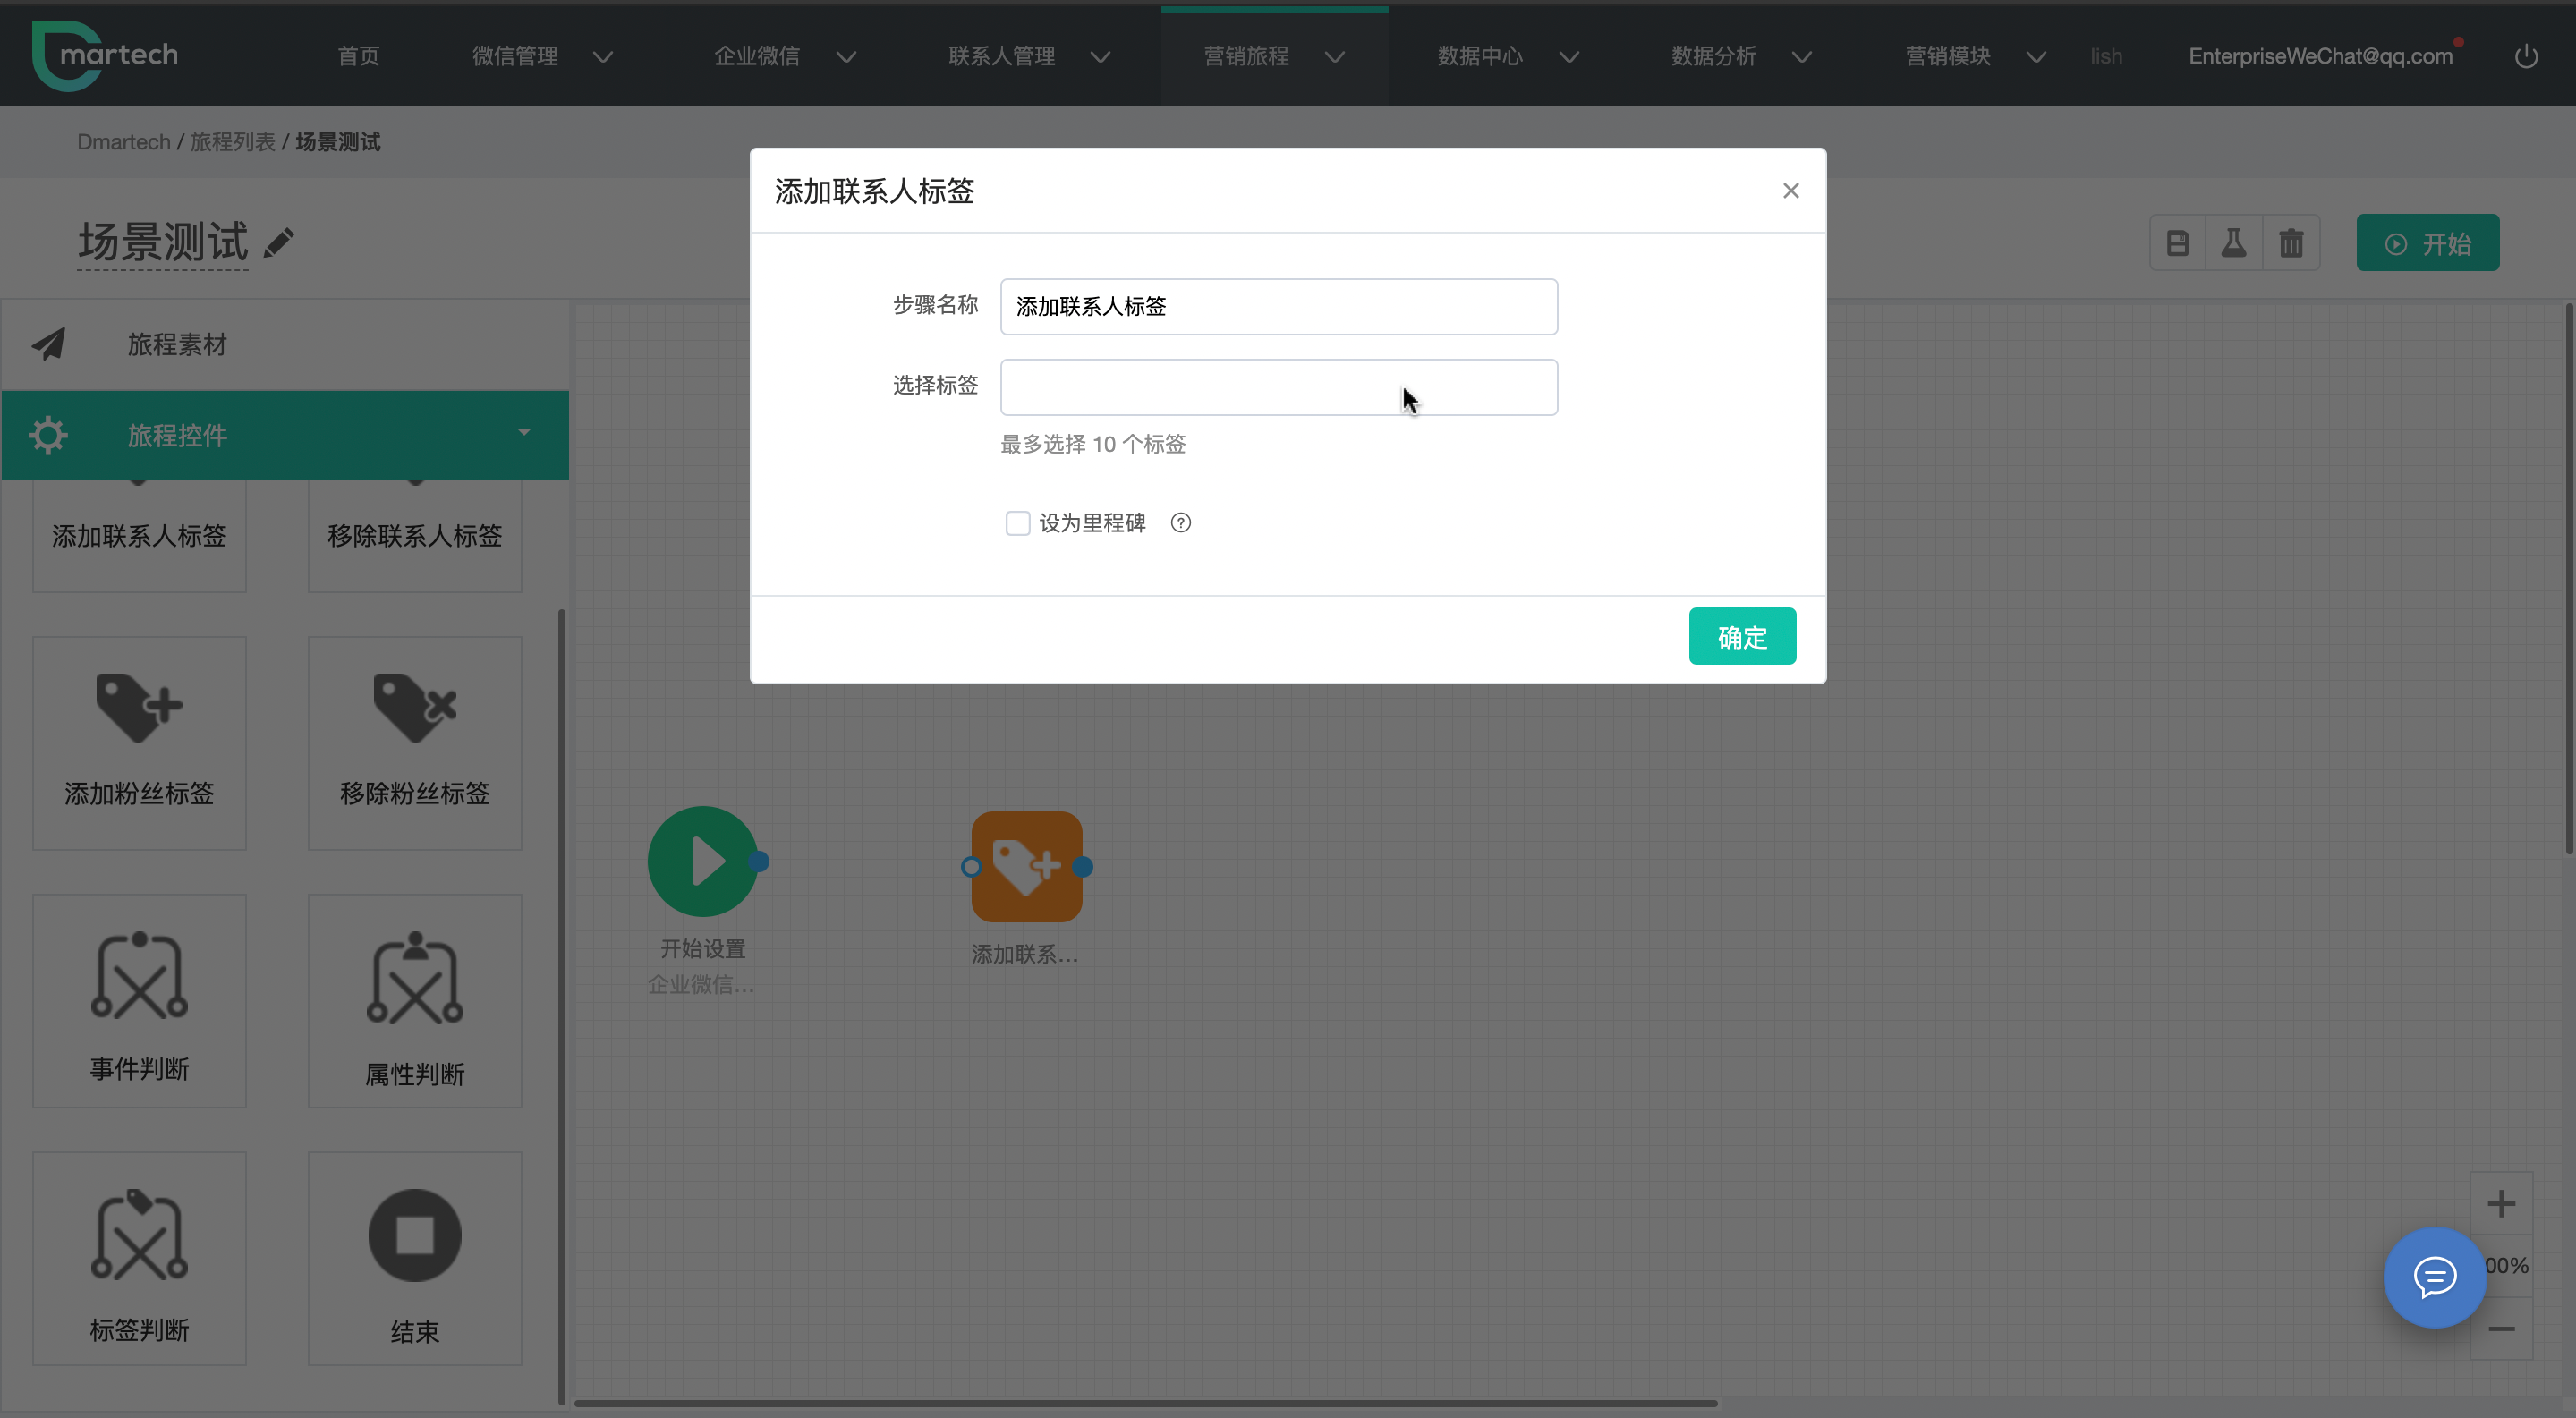 martech
首页
微信管理
企业微信
联系人管理
营销旅程
数据中心
数据分析
营销模块
lish
EnterpriseWeChat@qq.com
Dmartech / 旅程列表 / 场景测试
场景测试
开始
添加联系人标签
步骤名称
添加联系人标签
选择标签
最多选择 10 个标签
设为里程碑
确定
旅程素材
旅程控件
添加联系人标签
移除联系人标签
添加粉丝标签
移除粉丝标签
事件判断
属性判断
标签判断
结束
开始设置
企业微信...
添加联系...
00%